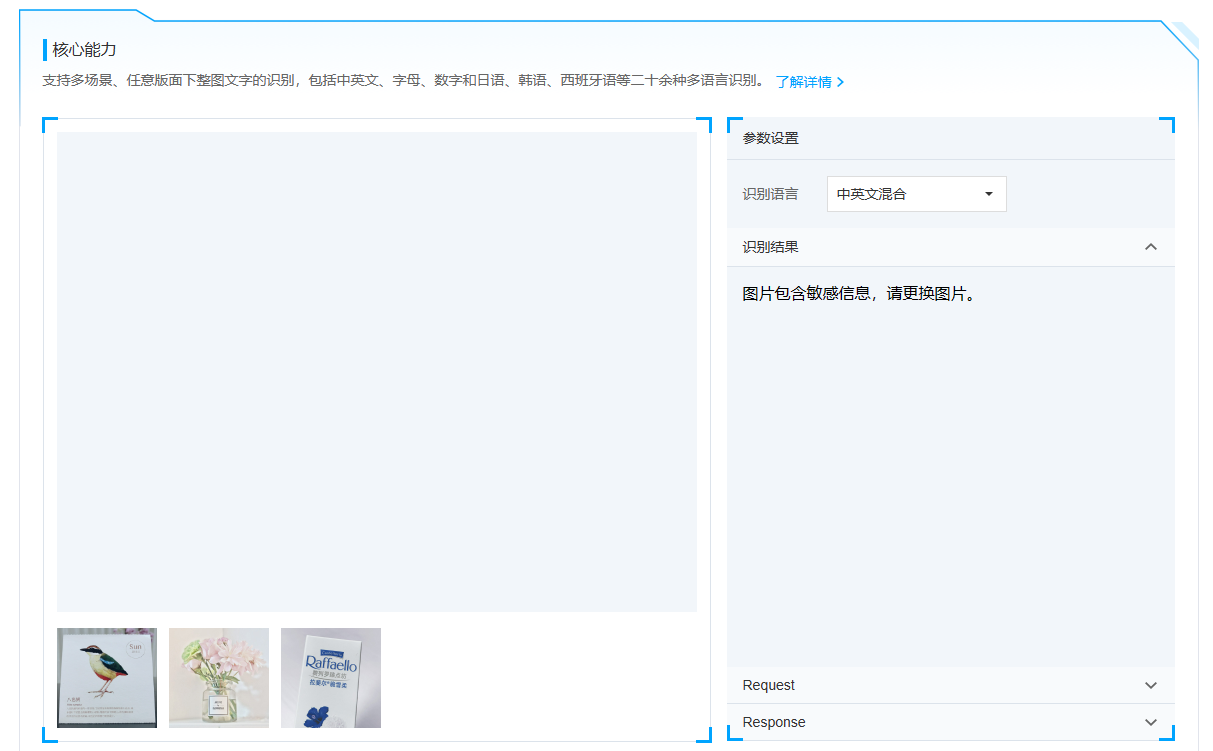 核心能力
支持多场景、任意版面下整图文字的识别，包括中英文、字母、数字和日语、韩语、西班牙语等二十余种多语言识别。 了解详情
参数设置
识别语言 中英文混合
识别结果
图片包含敏感信息，请更换图片。
Sun
Raffaello
拉斐尔
Request
Response